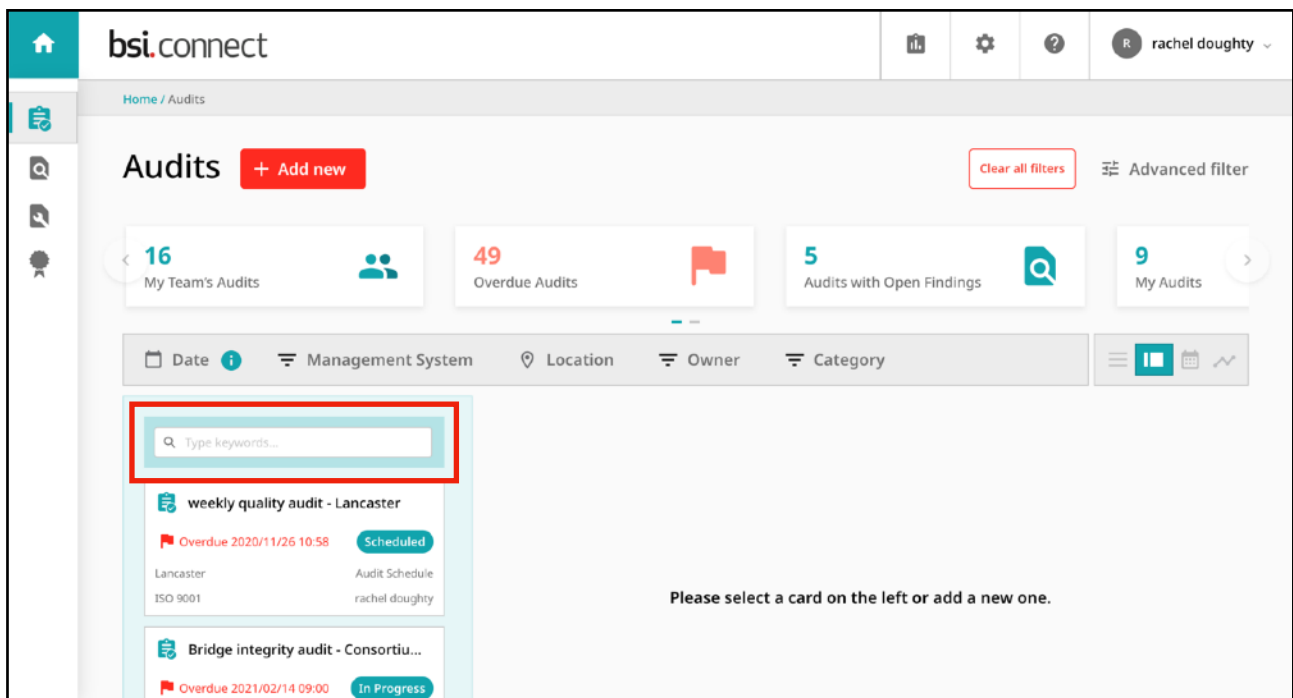 bsi.connect
R rachel doughty
Home / Audits
Audits
+ Add new
Clear all filters
Advanced filter
16
My Team's Audits
49
Overdue Audits
5
Audits with Open Findings
9
My Audits
Date i Management System Location Owner Category
Type keywords...
weekly quality audit - Lancaster
Overdue 2020/11/26 10:58 Scheduled
Lancaster Audit Schedule
ISO 9001 rachel doughty
Please select a card on the left or add a new one.
Bridge integrity audit - Consortiu...
Overdue 2021/02/14 09:00 In Progress